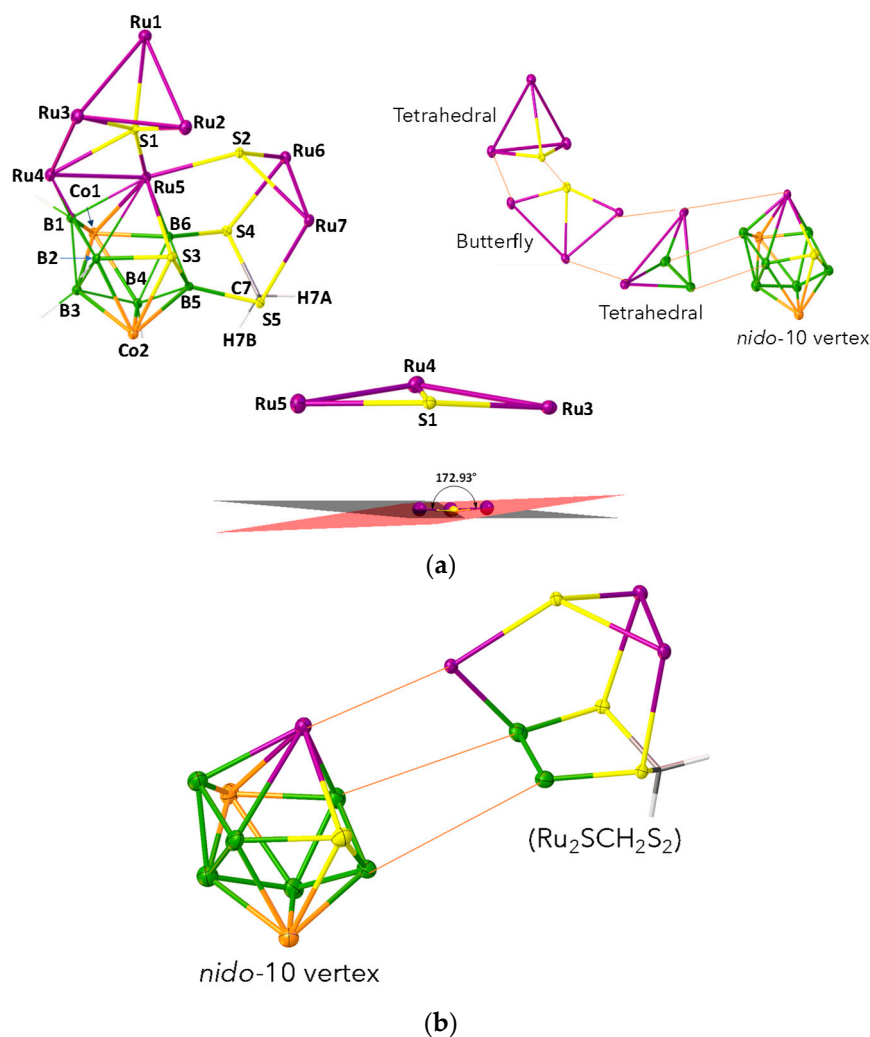 Ru1
Ru3
Ru2
S1
S2
Ru6
Ru4
Co1
Ru5
Ru7
B1
B6
S4
B2
S3
B4
C7
H7A
B3
B5
S5
H7B
Co2
Tetrahedral
Butterfly
Tetrahedral
nido-10 vertex
Ru4
Ru5
Ru3
S1
172.93°
(a)
(Ru₂SCH₂S₂)
nido-10 vertex
(b)